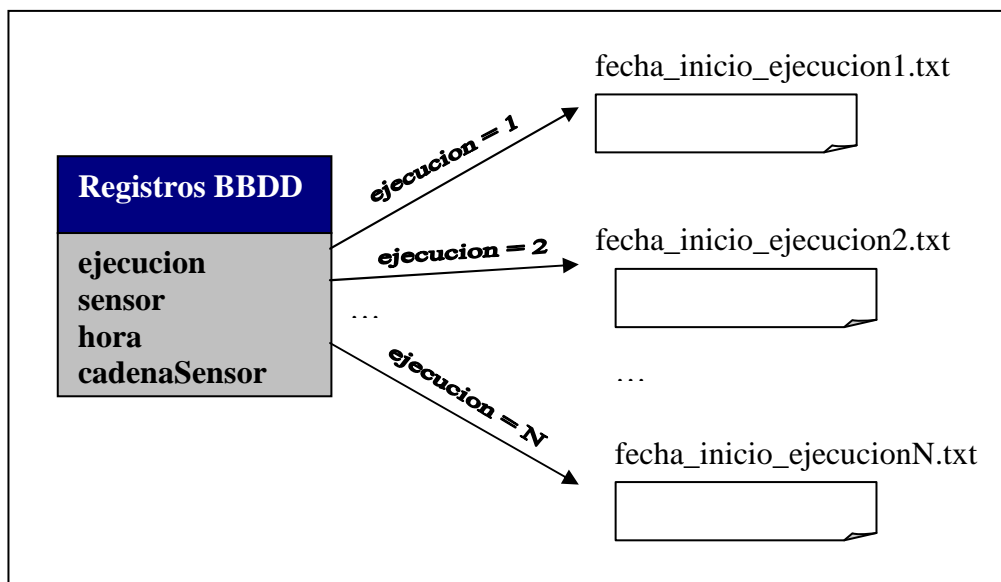 fecha_inicio_ejecucion1.txt
ejecucion = 1
Registros BBDD
ejecucion
sensor
hora
cadenaSensor
ejecucion = 2
fecha_inicio_ejecucion2.txt
...
...
ejecucion = N
fecha_inicio_ejecucionN.txt